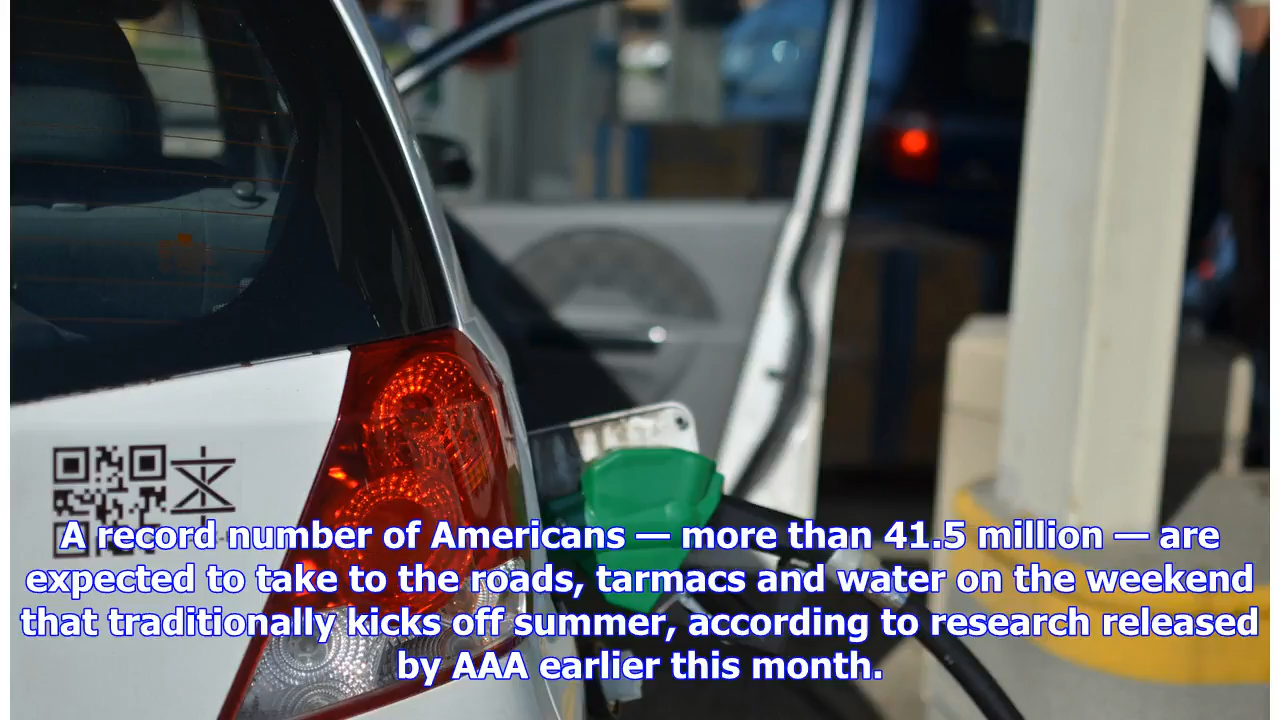 A record number of Americans — more than 41.5 million — are
expected to take to the roads, tarmacs and water on the weekend
that traditionally kicks off summer, according to research released
by AAA earlier this month.